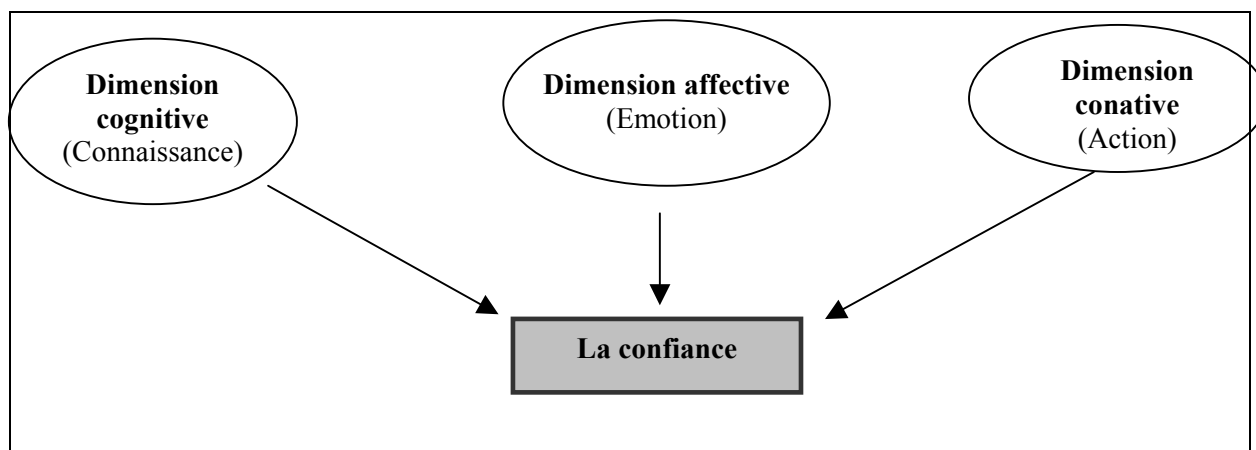 Dimension
cognitive
(Connaissance)
Dimension affective
(Emotion)
Dimension
conative
(Action)
La confiance